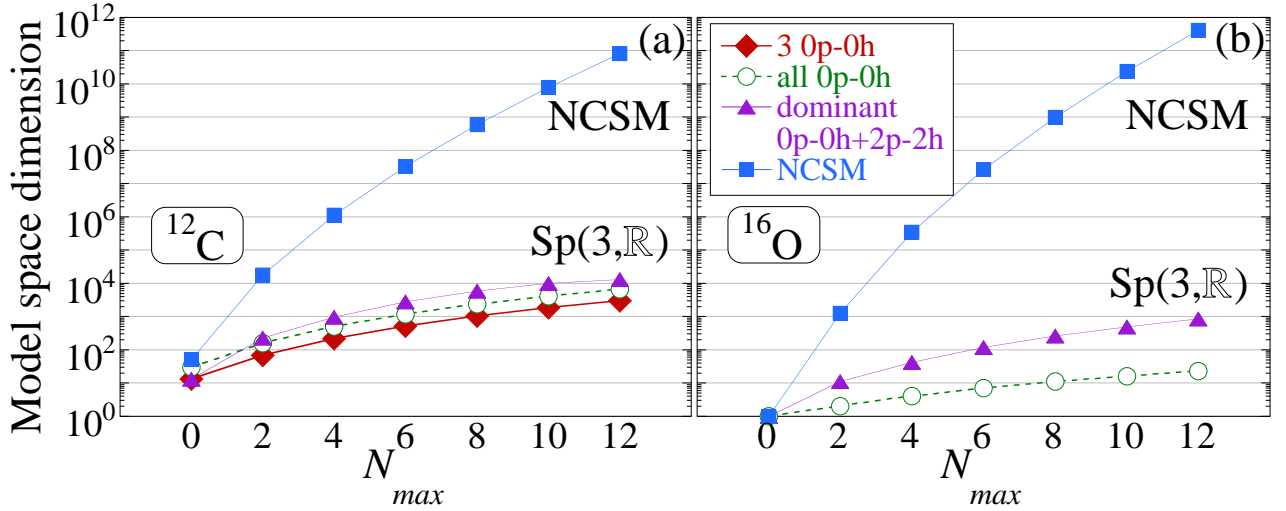 Model space dimension
10^12
10^10
10^8
10^6
10^4
10^2
10^0
(a)
NCSM
^12C
Sp(3,ℝ)
0 2 4 6 8 10 12
N_max
3 0p-0h
all 0p-0h
dominant
0p-0h+2p-2h
NCSM
(b)
NCSM
^16O
Sp(3,ℝ)
0 2 4 6 8 10 12
N_max